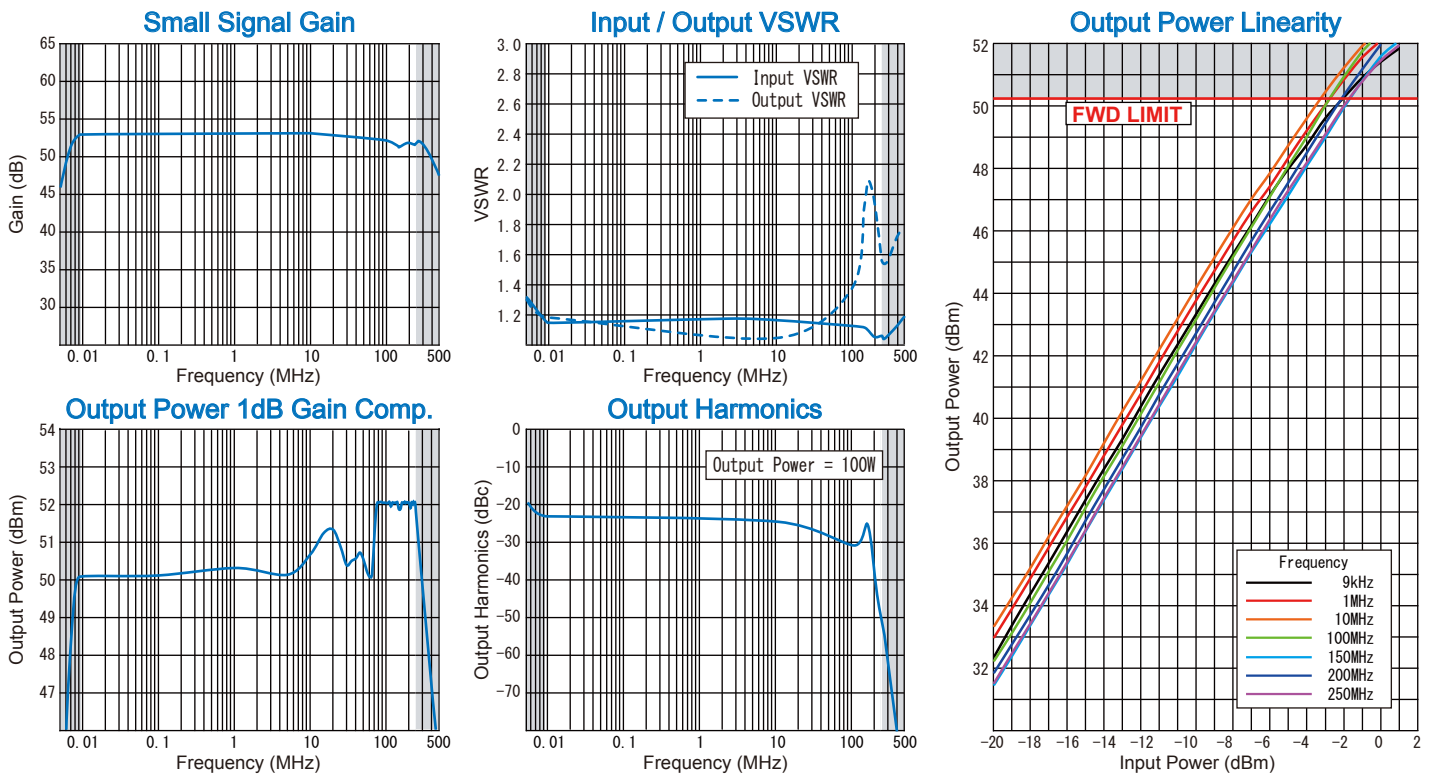 Small Signal Gain
65
60
55
50
45
40
35
30
Gain (dB)
0.01 0.1 1 10 100 500
Frequency (MHz)
Input / Output VSWR
3.0
2.8
2.6
2.4
2.2
2.0
1.8
1.6
1.4
1.2
VSWR
Input VSWR
Output VSWR
0.01 0.1 1 10 100 500
Frequency (MHz)
Output Power Linearity
52
50
48
46
44
42
40
38
36
34
32
Output Power (dBm)
FWD LIMIT
Frequency
9kHz
1MHz
10MHz
100MHz
150MHz
200MHz
250MHz
-20 -18 -16 -14 -12 -10 -8 -6 -4 -2 0 2
Input Power (dBm)
Output Power 1dB Gain Comp.
54
53
52
51
50
49
48
47
Output Power (dBm)
0.01 0.1 1 10 100 500
Frequency (MHz)
Output Harmonics
0
-10
-20
-30
-40
-50
-60
-70
Output Harmonics (dBc)
Output Power = 100W
0.01 0.1 1 10 100 500
Frequency (MHz)